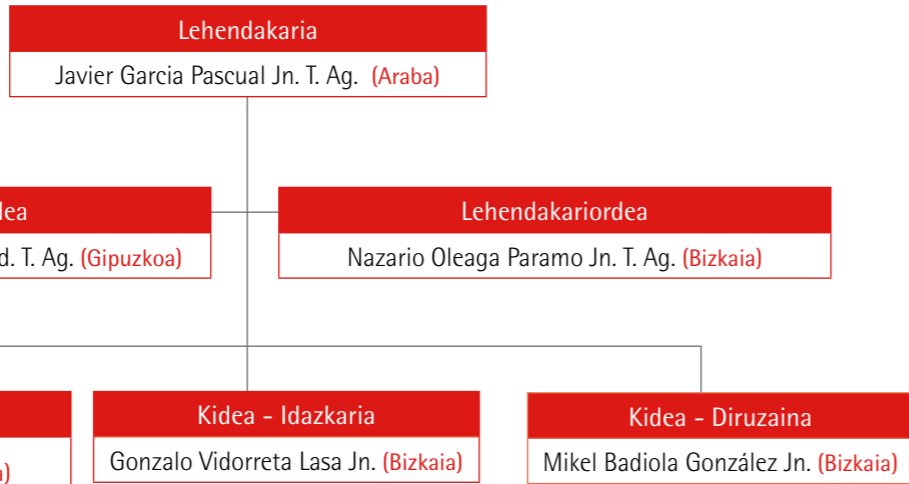 Lehendakaria
Javier Garcia Pascual Jn. T. Ag. (Araba)
Lehendakariordea
T. Ag. (Gipuzkoa)
Nazario Oleaga Paramo Jn. T. Ag. (Bizkaia)
Kidea - Idazkaria
Kidea - Diruzaina
Gonzalo Vidorreta Lasa Jn. (Bizkaia)
Mikel Badiola González Jn. (Bizkaia)